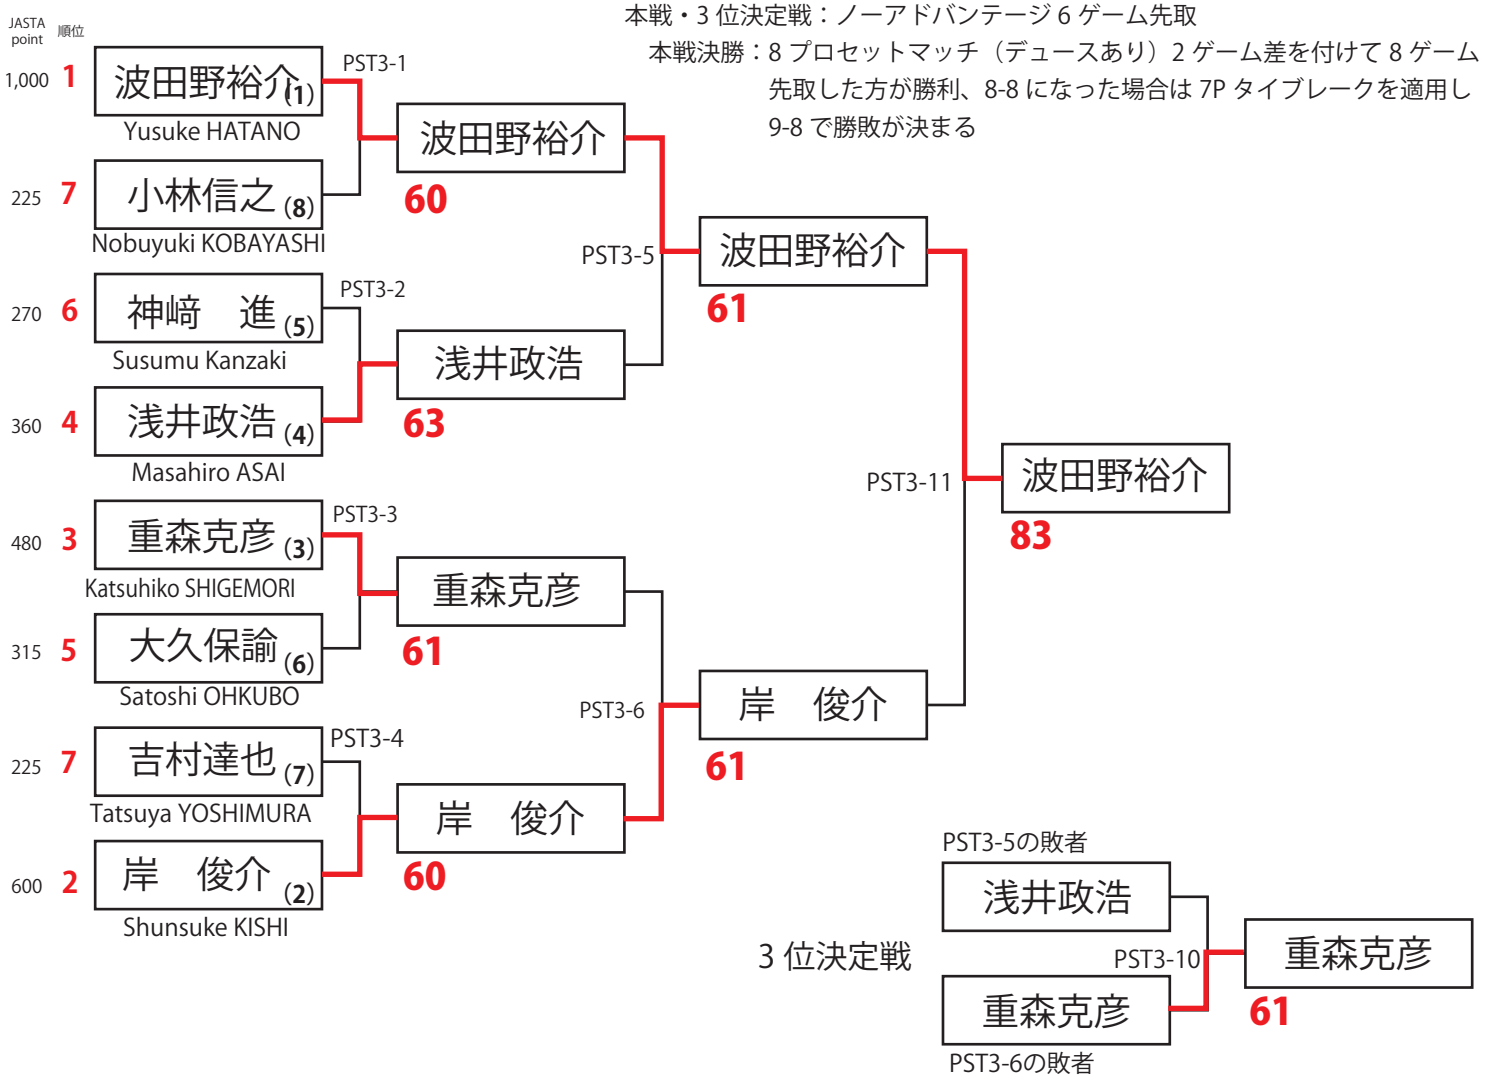 JASTA
point
順位
本戦・3 位決定戦：ノーアドバンテージ 6 ゲーム先取
本戦決勝：8 プロセットマッチ（デュースあり）2 ゲーム差を付けて 8 ゲーム
先取した方が勝利、8-8 になった場合は 7P タイブレークを適用し
9-8 で勝敗が決まる
1,000 1 波田野裕介 (1)
Yusuke HATANO
PST3-1
225 7 小林信之 (8)
Nobuyuki KOBAYASHI
波田野裕介
60
270 6 神﨑　進 (5)
Susumu Kanzaki
PST3-2
360 4 浅井政浩 (4)
Masahiro ASAI
浅井政浩
63
PST3-5
波田野裕介
61
480 3 重森克彦 (3)
Katsuhiko SHIGEMORI
PST3-3
315 5 大久保諭 (6)
Satoshi OHKUBO
重森克彦
61
225 7 吉村達也 (7)
Tatsuya YOSHIMURA
PST3-4
600 2 岸　俊介 (2)
Shunsuke KISHI
岸　俊介
60
PST3-6
岸　俊介
61
PST3-11
波田野裕介
83
3 位決定戦
PST3-5の敗者
浅井政浩
PST3-10
重森克彦
PST3-6の敗者
重森克彦
61